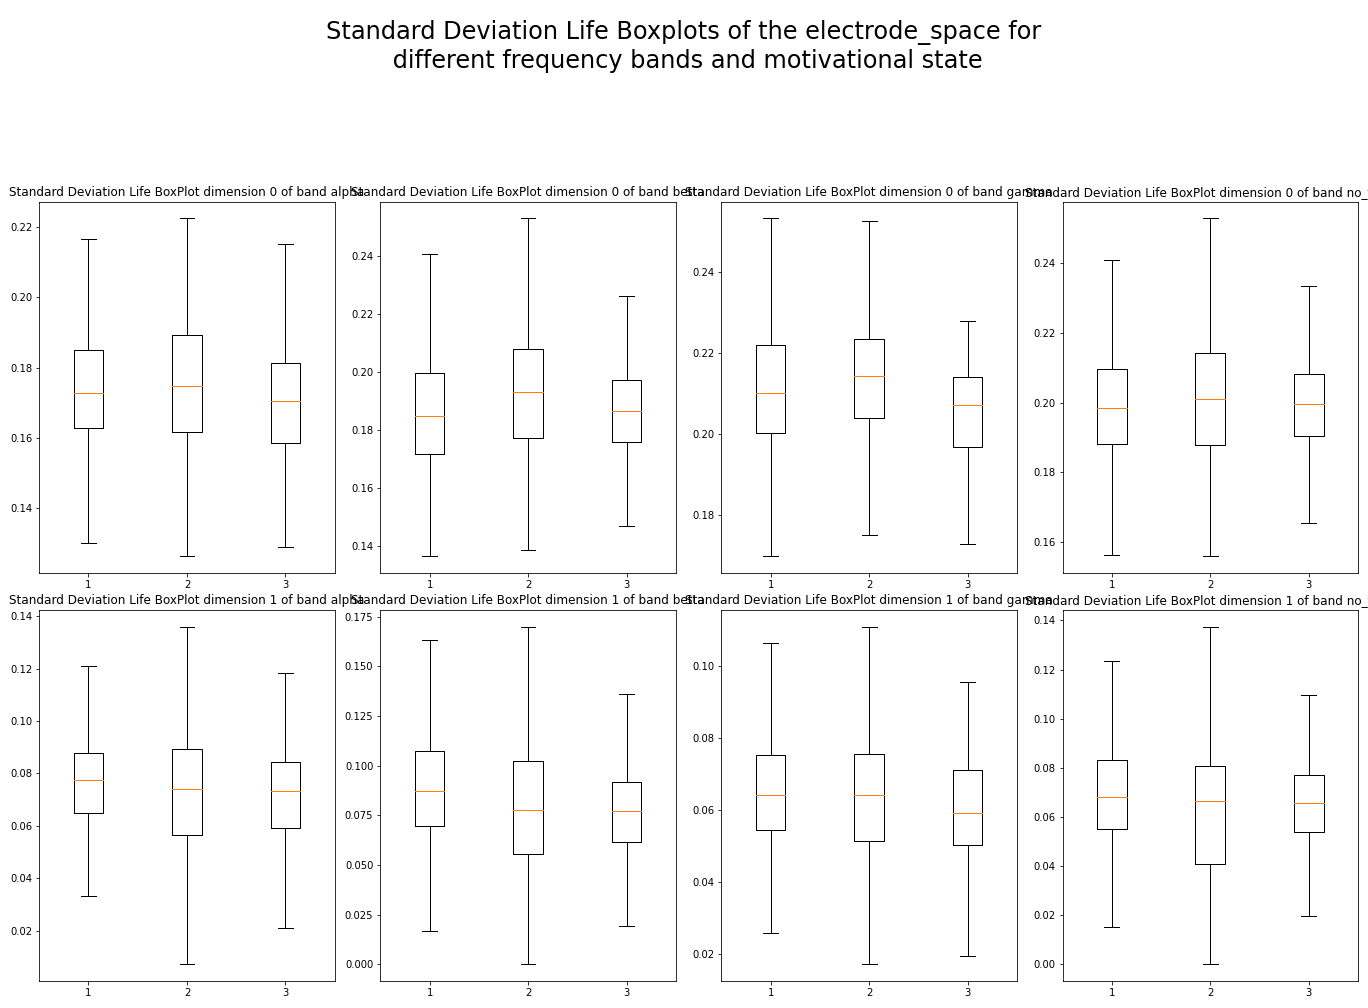 Standard Deviation Life Boxplots of the electrode_space for
different frequency bands and motivational state
Standard Deviation Life BoxPlot dimension 0 of band alpha
0.22
0.20
0.18
0.16
0.14
1 2 3
Standard Deviation Life BoxPlot dimension 0 of band betta
0.24
0.22
0.20
0.18
0.16
0.14
1 2 3
Standard Deviation Life BoxPlot dimension 0 of band gamma
0.24
0.22
0.20
0.18
1 2 3
Standard Deviation Life BoxPlot dimension 0 of band no_
0.24
0.22
0.20
0.18
0.16
1 2 3
Standard Deviation Life BoxPlot dimension 1 of band alpha
0.14
0.12
0.10
0.08
0.06
0.04
0.02
1 2 3
Standard Deviation Life BoxPlot dimension 1 of band betta
0.175
0.150
0.125
0.100
0.075
0.050
0.025
0.000
1 2 3
Standard Deviation Life BoxPlot dimension 1 of band gamma
0.10
0.08
0.06
0.04
0.02
1 2 3
Standard Deviation Life BoxPlot dimension 1 of band no_
0.14
0.12
0.10
0.08
0.06
0.04
0.02
0.00
1 2 3